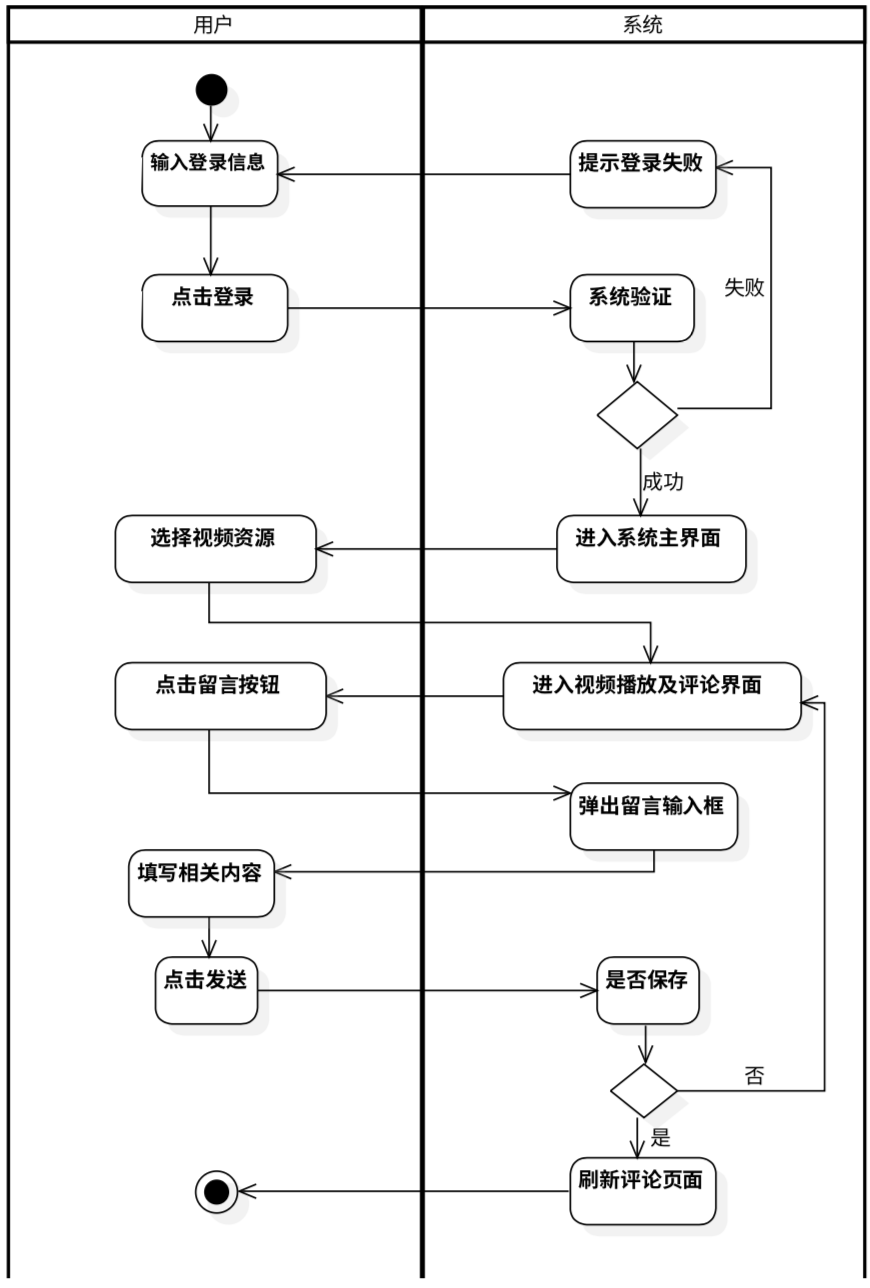 用户
系统
输入登录信息
提示登录失败
点击登录
系统验证
失败
成功
选择视频资源
进入系统主界面
点击留言按钮
进入视频播放及评论界面
弹出留言输入框
填写相关内容
点击发送
是否保存
否
是
刷新评论页面